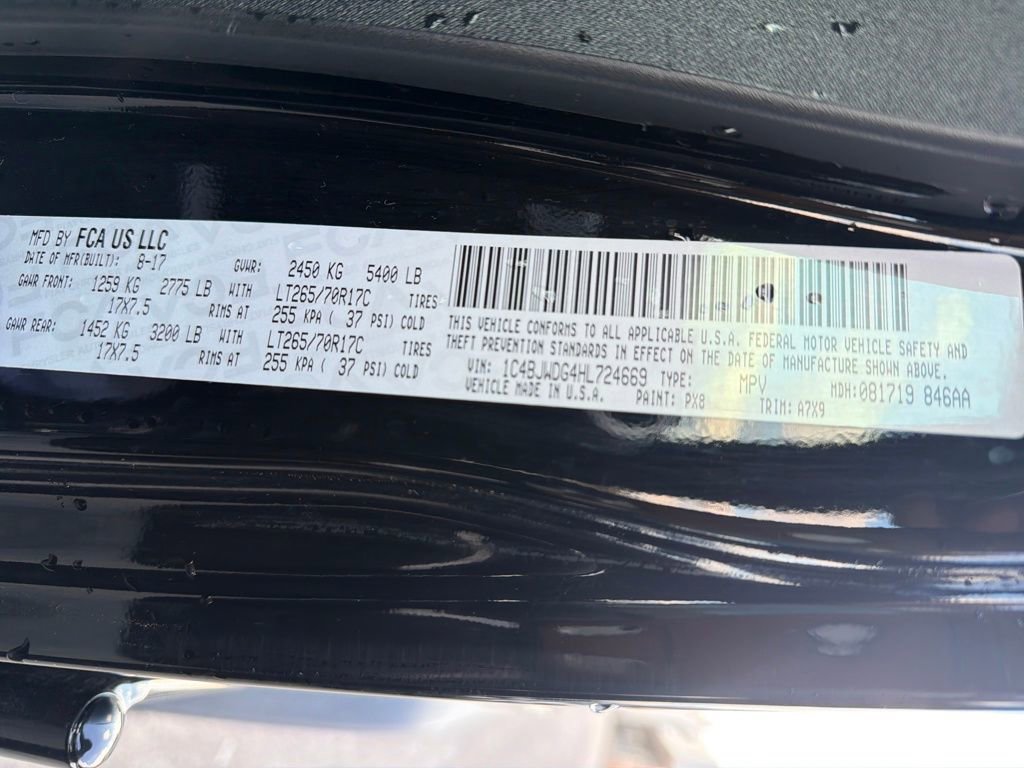 MFD BY FCA US LLC
DATE OF MFR(BUILT): 8-17 GVWR: 2450 KG 5400 LB
GAWR FRONT: 1259 KG 2775 LB WITH LT265/70R17C TIRES
17X7.5 RIMS AT 255 KPA ( 37 PSI) COLD
GAWR REAR: 1452 KG 3200 LB WITH LT265/70R17C TIRES
17X7.5 RIMS AT 255 KPA ( 37 PSI) COLD
THIS VEHICLE CONFORMS TO ALL APPLICABLE U.S.A. FEDERAL MOTOR VEHICLE SAFETY AND
THEFT PREVENTION STANDARDS IN EFFECT ON THE DATE OF MANUFACTURE SHOWN ABOVE.
VIN: 1C4BJWDG4HL724669 TYPE: MPV MDH:081719 846AA
VEHICLE MADE IN U.S.A. PAINT: PX8 TRIM: A7X9